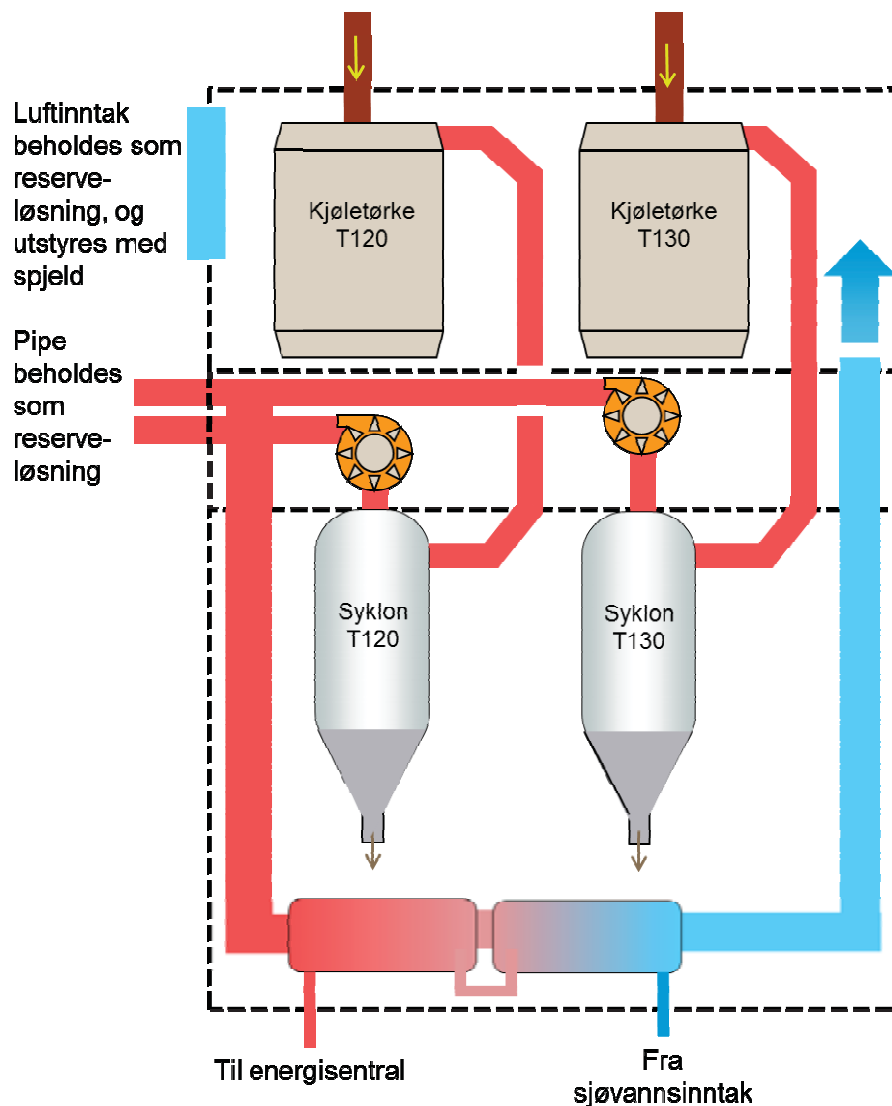 Luftinntak
beholdes som
reserve-
løsning, og
utstyres med
spjeld
Kjøletørke
T120
Kjøletørke
T130
Pipe
beholdes
som
reserve-
løsning
Syklon
T120
Syklon
T130
Til energisentral
Fra
sjøvannsinntak